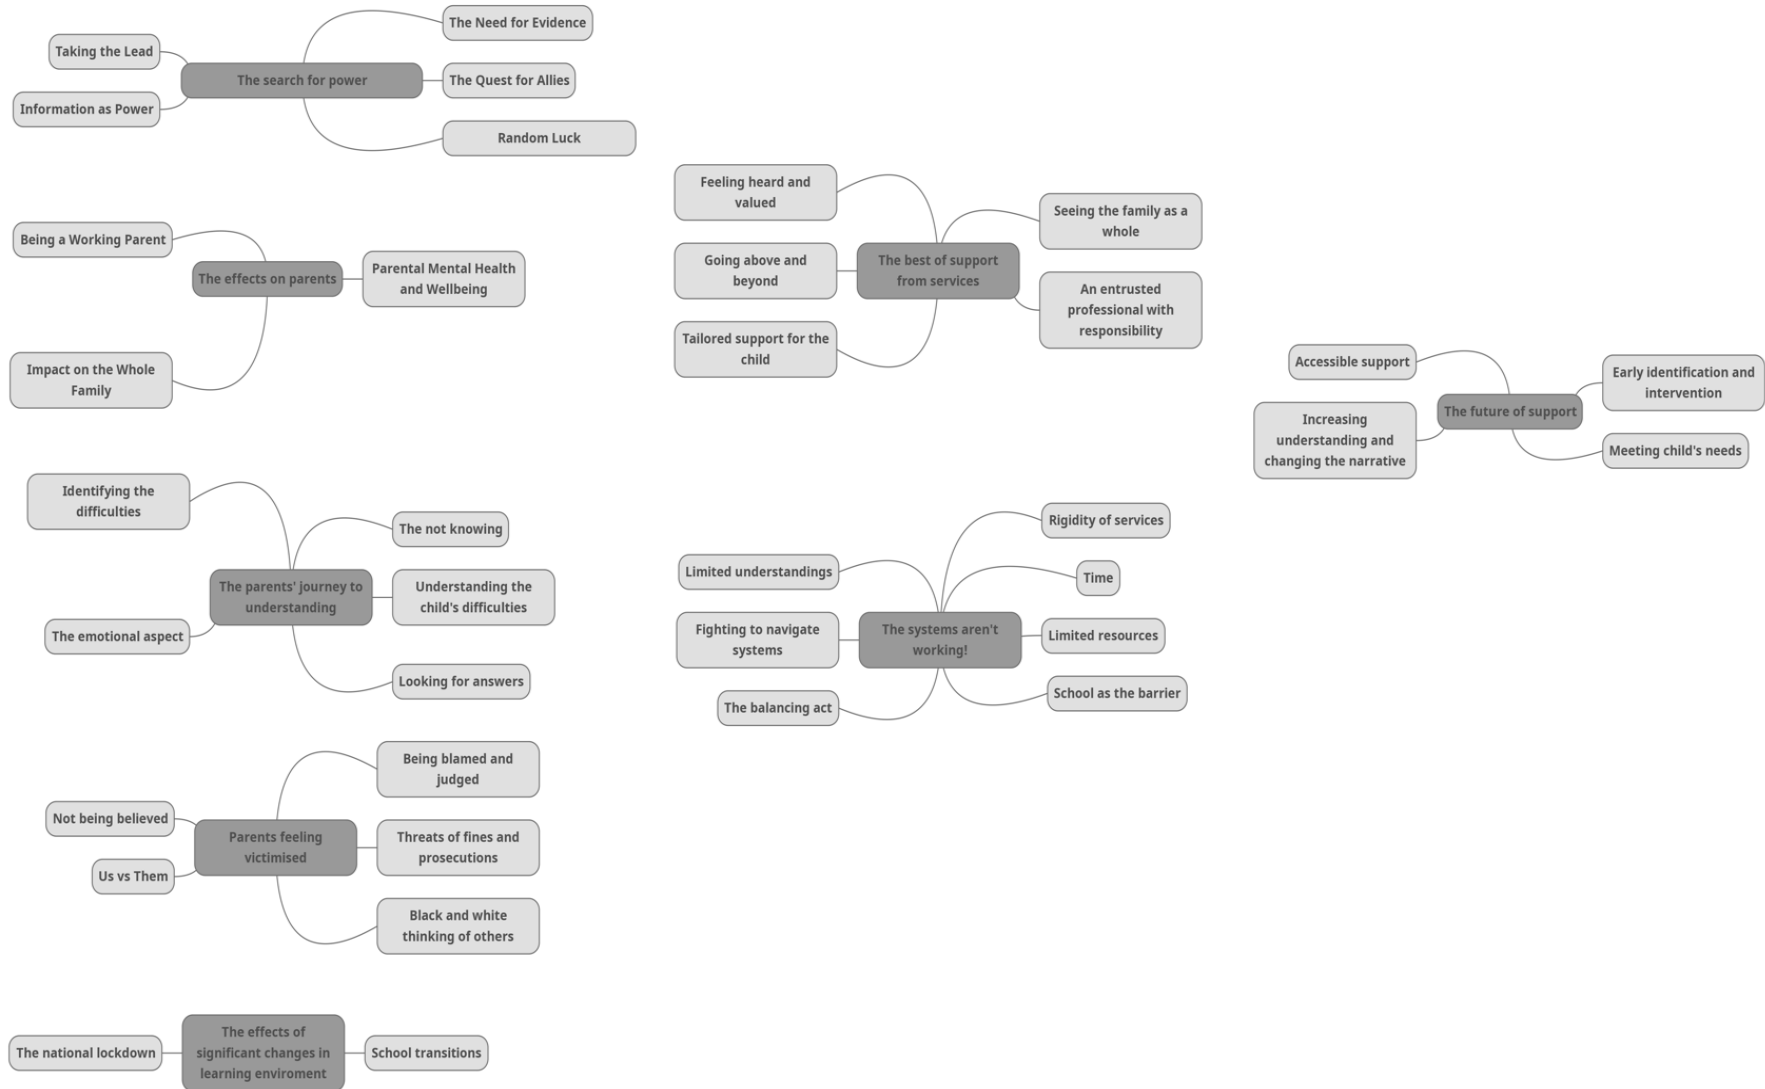 The Need for Evidence
Taking the Lead
The search for power
The Quest for Allies
Information as Power
Random Luck
Being a Working Parent
The effects on parents
Parental Mental Health
and Wellbeing
Impact on the Whole
Family
Identifying the
difficulties
The not knowing
The parents' journey to
understanding
Understanding the
child's difficulties
The emotional aspect
Looking for answers
Being blamed and
judged
Not being believed
Parents feeling
victimised
Threats of fines and
prosecutions
Us vs Them
Black and white
thinking of others
The national lockdown
The effects of
significant changes in
learning enviroment
School transitions
Feeling heard and
valued
Seeing the family as a
whole
Going above and
beyond
The best of support
from services
An entrusted
professional with
responsibility
Tailored support for the
child
Rigidity of services
Limited understandings
Time
Fighting to navigate
systems
The systems aren't
working!
Limited resources
The balancing act
School as the barrier
Accessible support
Early identification and
intervention
The future of support
Increasing
understanding and
changing the narrative
Meeting child's needs